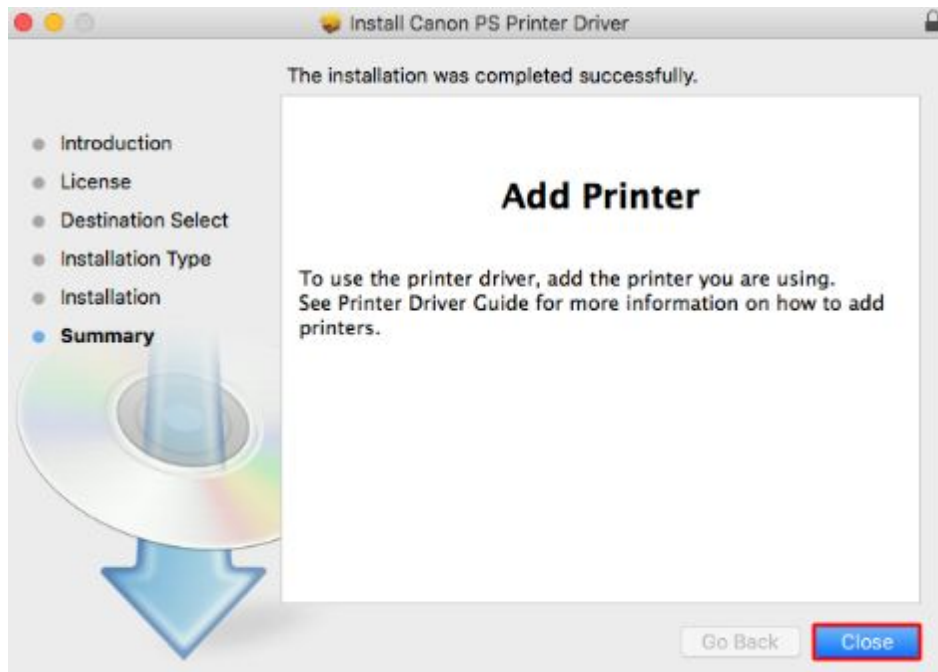 Install Canon PS Printer Driver
The installation was completed successfully.
Introduction
License
Destination Select
Installation Type
Installation
Summary
Add Printer
To use the printer driver, add the printer you are using.
See Printer Driver Guide for more information on how to add
printers.
Go Back
Close